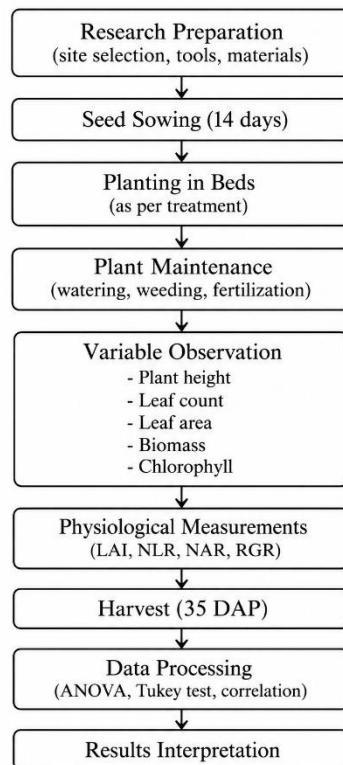 Research Preparation
(site selection, tools, materials)
Seed Sowing (14 days)
Planting in Beds
(as per treatment)
Plant Maintenance
(watering, weeding, fertilization)
Variable Observation
- Plant height
- Leaf count
- Leaf area
- Biomass
- Chlorophyll
Physiological Measurements
(LAI, NLR, NAR, RGR)
Harvest (35 DAP)
Data Processing
(ANOVA, Tukey test, correlation)
Results Interpretation